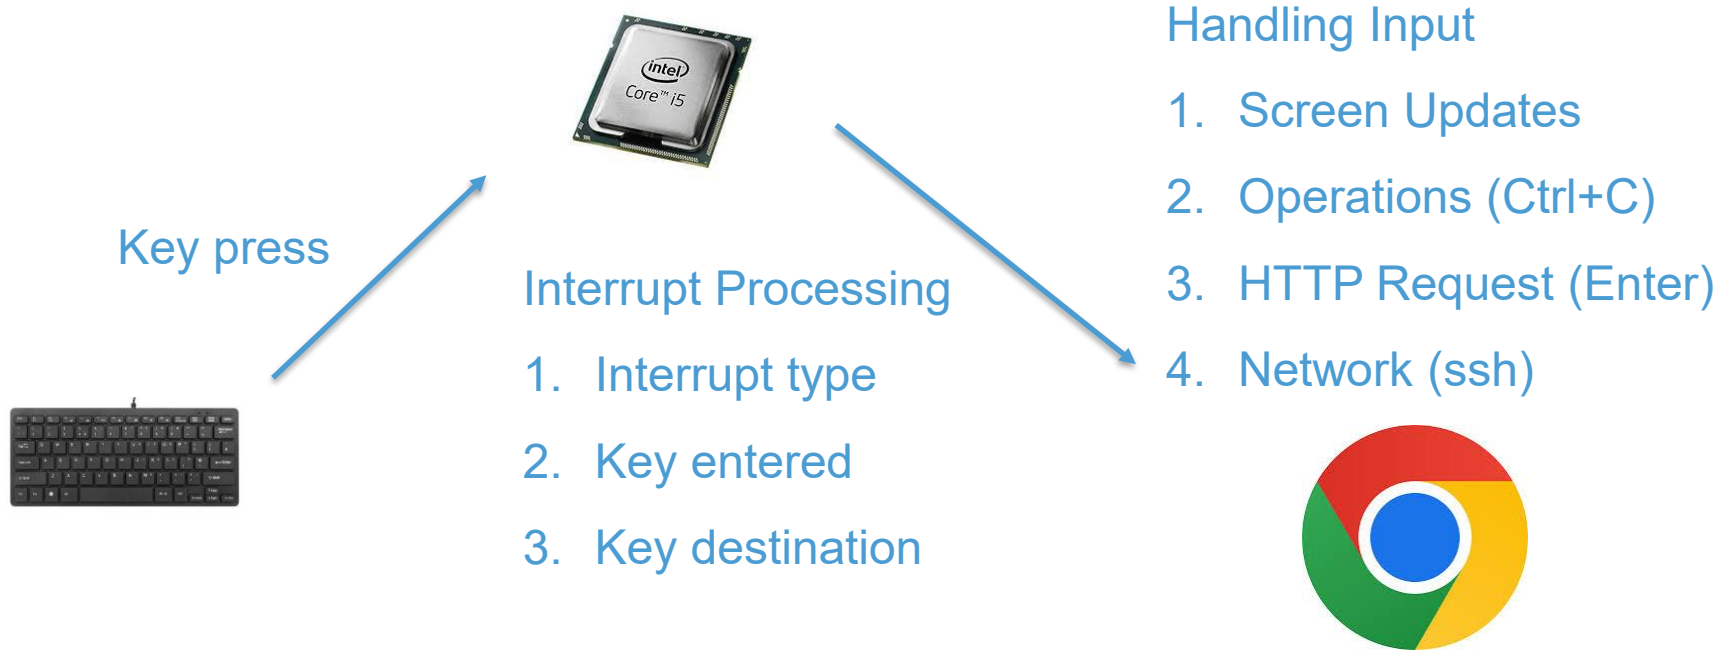 Key press
intel
Core™ i5
Interrupt Processing
1. Interrupt type
2. Key entered
3. Key destination
Handling Input
1. Screen Updates
2. Operations (Ctrl+C)
3. HTTP Request (Enter)
4. Network (ssh)